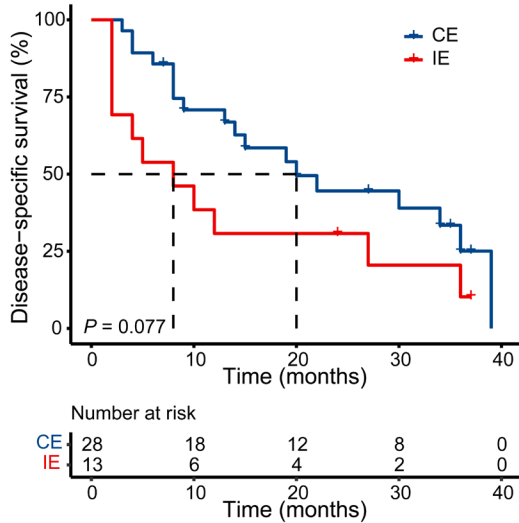 Disease-specific survival (%)
100
75
50
25
0
CE
IE
P = 0.077
0 10 20 30 40
Time (months)
Number at risk
CE 28 18 12 8 0
IE 13 6 4 2 0
0 10 20 30 40
Time (months)